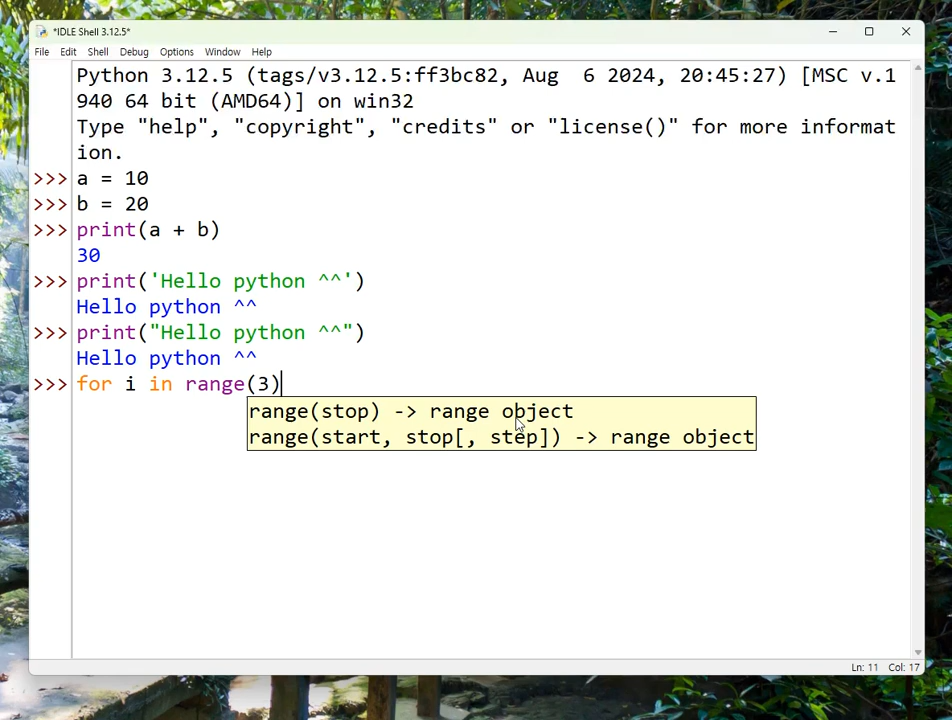 *IDLE Shell 3.12.5*
File Edit Shell Debug Options Window Help
Python 3.12.5 (tags/v3.12.5:ff3bc82, Aug  6 2024, 20:45:27) [MSC v.1
940 64 bit (AMD64)] on win32
Type "help", "copyright", "credits" or "license()" for more informat
ion.
>>> a = 10
>>> b = 20
>>> print(a + b)
30
>>> print('Hello python ^^')
Hello python ^^
>>> print("Hello python ^^")
Hello python ^^
>>> for i in range(3)
range(stop) -> range object
range(start, stop[, step]) -> range object
Ln: 11 Col: 17